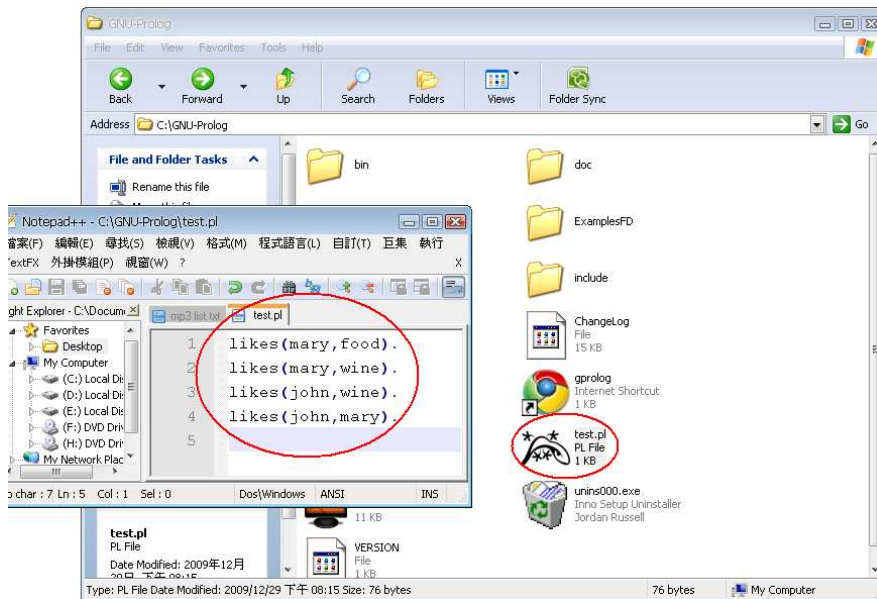 GNU-Prolog
File Edit View Favorites Tools Help
Back Forward Up Search Folders Views Folder Sync
Address C:\GNU-Prolog Go
File and Folder Tasks
Rename this file
bin
doc
ExamplesFD
include
ChangeLog
File
15 KB
gprolog
Internet Shortcut
1 KB
test.pl
PL File
1 KB
unins000.exe
Inno Setup Uninstaller
Jordan Russell
11 KB
VERSION
File
1 KB
Notepad++ - C:\GNU-Prolog\test.pl
編輯(E) 尋找(S) 檢視(V) 格式(M) 程式語言(L) 自訂(T) 巨集 執行
TextFX 外掛模組(P) 視窗(W) ? X
ght Explorer - C:\Docum
mp3 list.txt test.pl
Favorites
Desktop
My Computer
(C:) Local Dis
(D:) Local Dis
(E:) Local Dis
(F:) DVD Driv
(H:) DVD Driv
My Network Plac
1 likes(mary,food).
2 likes(mary,wine).
3 likes(john,wine).
4 likes(john,mary).
5
char : 7 Ln : 5 Col : 1 Sel : 0 Dos\Windows ANSI INS
test.pl
PL File
Date Modified: 2009年12月
Type: PL File Date Modified: 2009/12/29 下午 08:15 Size: 76 bytes 76 bytes My Computer